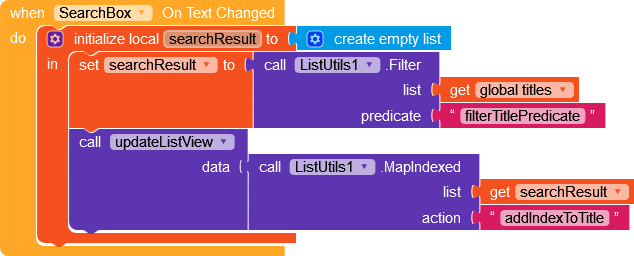 when SearchBox .On Text Changed
do initialize local searchResult to create empty list
in set searchResult to call ListUtils1 .Filter
list get global titles
predicate “ filterTitlePredicate ”
call updateListView
data call ListUtils1 .MapIndexed
list get searchResult
action “ addIndexToTitle ”